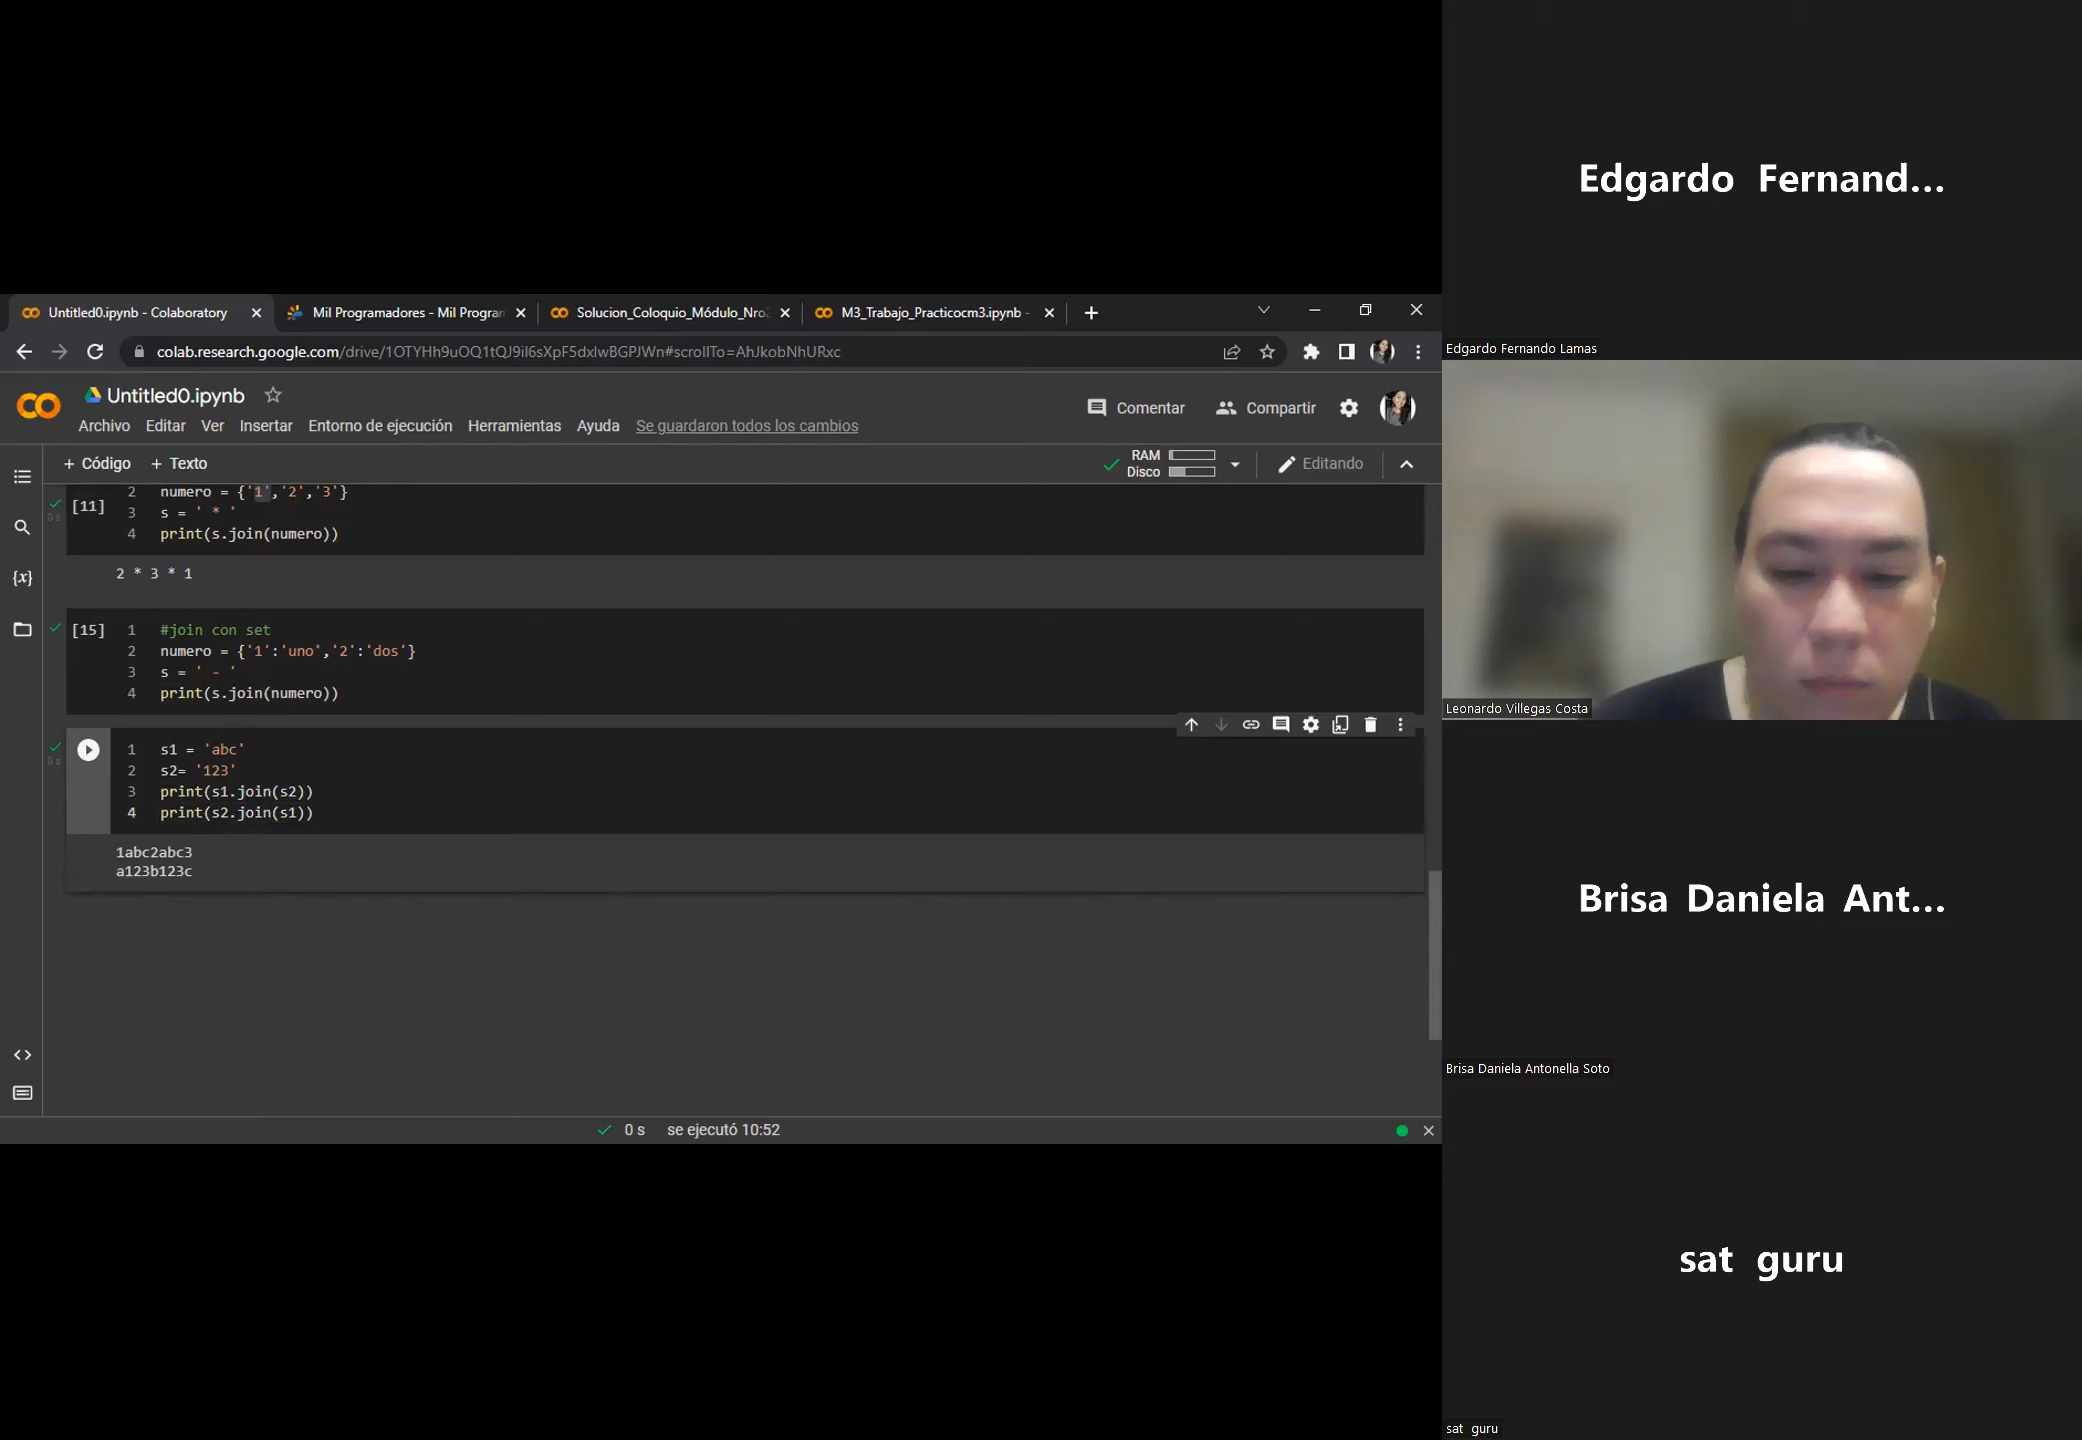 Untitled0.ipynb - Colaboratory
Mil Programadores - Mil Progran
Solucion_Coloquio_Módulo_Nro
M3_Trabajo_Practicocm3.ipynb -
colab.research.google.com/drive/1OTYHh9uOQ1tQJ9iI6sXpF5dxlwBGPJWn#scrollTo=AhJkobNhURxc
Untitled0.ipynb
Comentar
Compartir
Archivo Editar Ver Insertar Entorno de ejecución Herramientas Ayuda Se guardaron todos los cambios
+ Código + Texto
RAM
Disco
Editando
[11]
2 numero = {'1','2','3'}
3 s = ' * '
4 print(s.join(numero))
2 * 3 * 1
[15] 1 #join con set
2 numero = {'1':'uno','2':'dos'}
3 s = ' - '
4 print(s.join(numero))
1 s1 = 'abc'
2 s2= '123'
3 print(s1.join(s2))
4 print(s2.join(s1))
1abc2abc3
a123b123c
0 s se ejecutó 10:52
Edgardo Fernand...
Edgardo Fernando Lamas
Leonardo Villegas Costa
Brisa Daniela Ant...
Brisa Daniela Antonella Soto
sat guru
sat guru